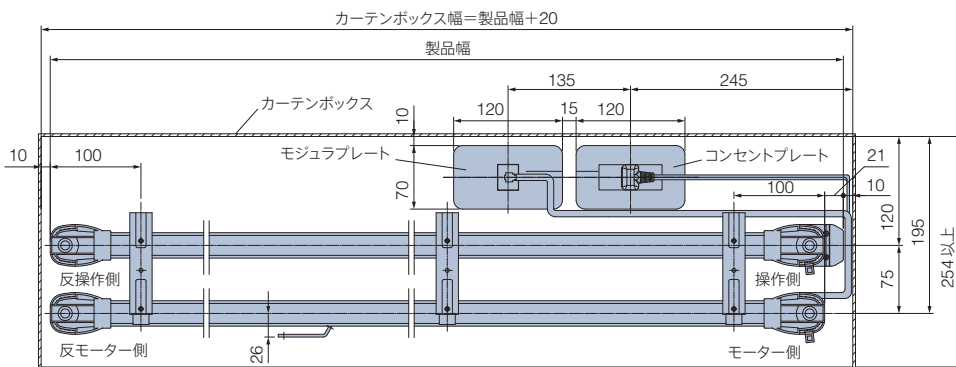 カーテンボックス幅＝製品幅＋20
製品幅
135
245
カーテンボックス
120
15
120
10
10
100
モジュラプレート
コンセントプレート
21
70
100
10
120
195
254以上
反操作側
操作側
75
反モーター側
26
モーター側